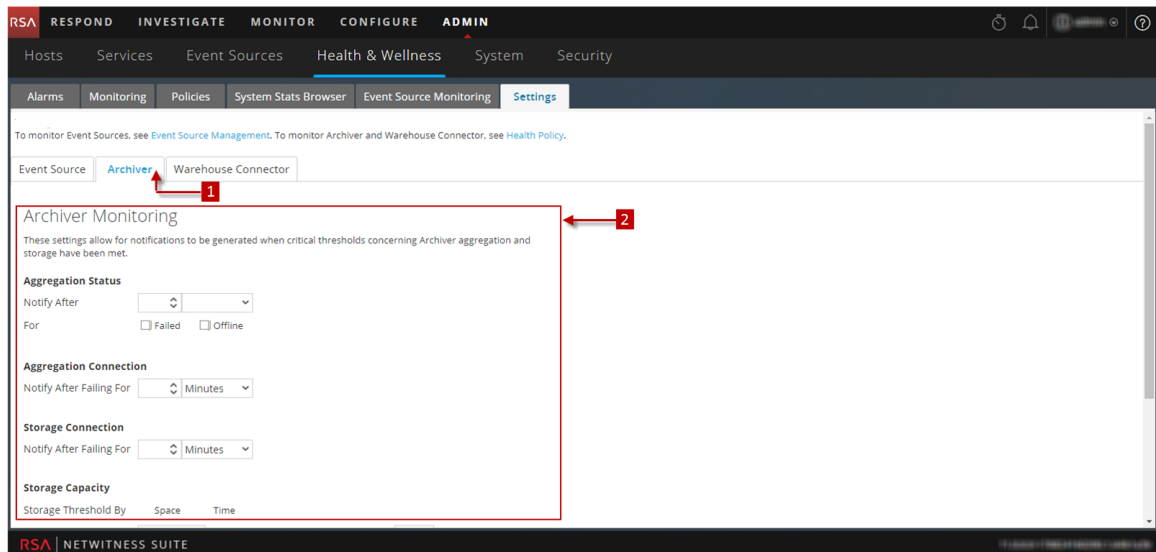 RSA RESPOND INVESTIGATE MONITOR CONFIGURE ADMIN
Hosts Services Event Sources Health & Wellness System Security
Alarms Monitoring Policies System Stats Browser Event Source Monitoring Settings
To monitor Event Sources, see Event Source Management. To monitor Archiver and Warehouse Connector, see Health Policy.
Event Source Archiver Warehouse Connector
1
Archiver Monitoring
2
These settings allow for notifications to be generated when critical thresholds concerning Archiver aggregation and
storage have been met.
Aggregation Status
Notify After
For Failed Offline
Aggregation Connection
Notify After Failing For Minutes
Storage Connection
Notify After Failing For Minutes
Storage Capacity
Storage Threshold By Space Time
RSA NETWITNESS SUITE